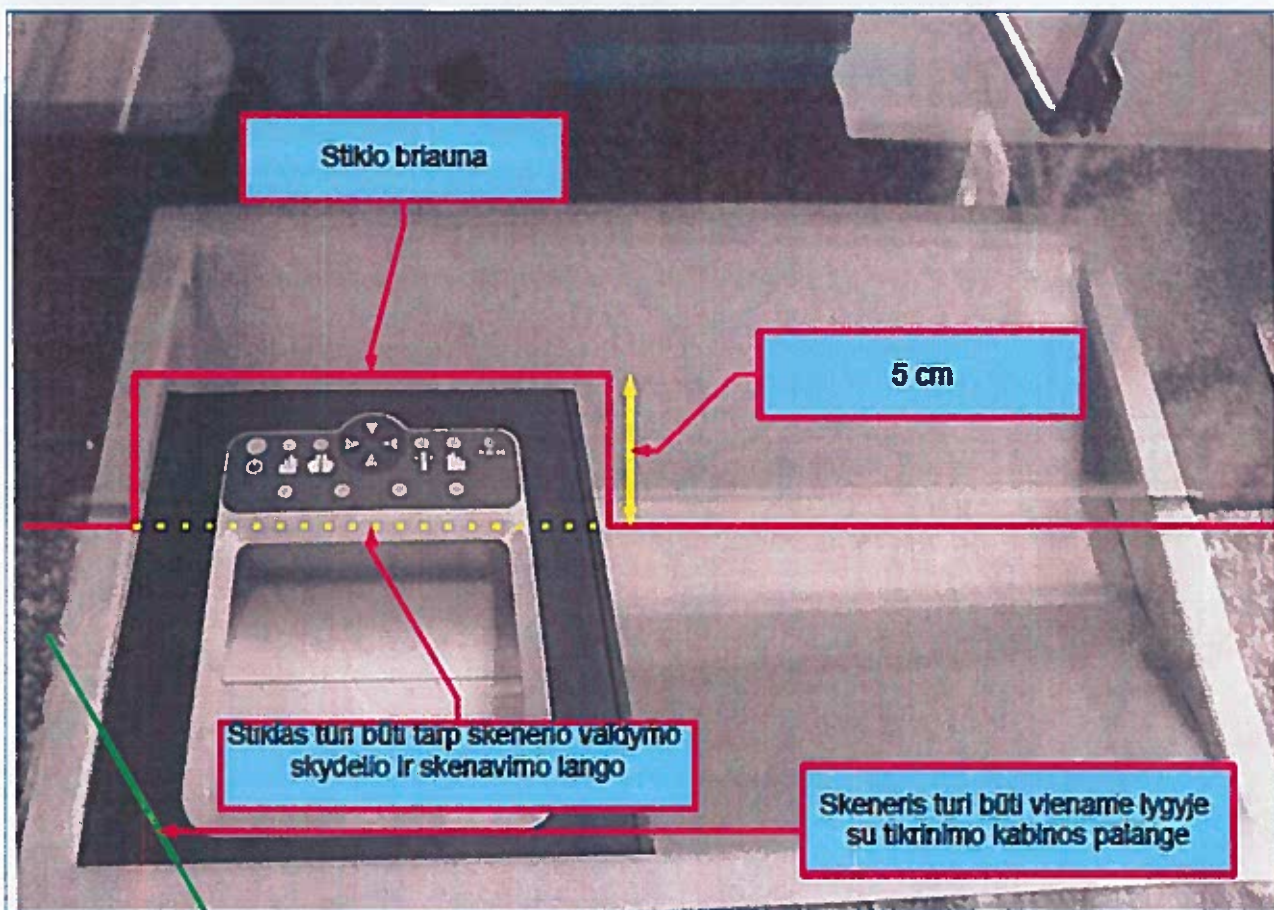 Stiklo briauna
5 cm
Stiklas turi būti tarp skenerio valdymo
skydelio ir skenavimo lango
Skeneris turi būti viename lygyje
su tikrinimo kabinos palange